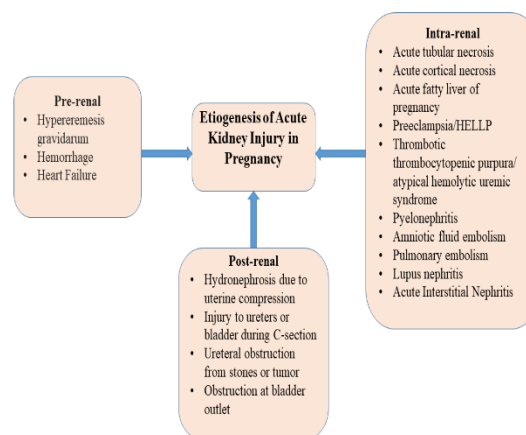 Pre-renal
• Hypereremesis
gravidarum
• Hemorrhage
• Heart Failure
Etiogenesis of Acute
Kidney Injury in
Pregnancy
Intra-renal
• Acute tubular necrosis
• Acute cortical necrosis
• Acute fatty liver of
pregnancy
• Preeclampsia/HELLP
• Thrombotic
thrombocytopenic purpura/
atypical hemolytic uremic
syndrome
• Pyelonephritis
• Amniotic fluid embolism
• Pulmonary embolism
• Lupus nephritis
• Acute Interstitial Nephritis
Post-renal
• Hydronephrosis due to
uterine compression
• Injury to ureters or
bladder during C-section
• Ureteral obstruction
from stones or tumor
• Obstruction at bladder
outlet